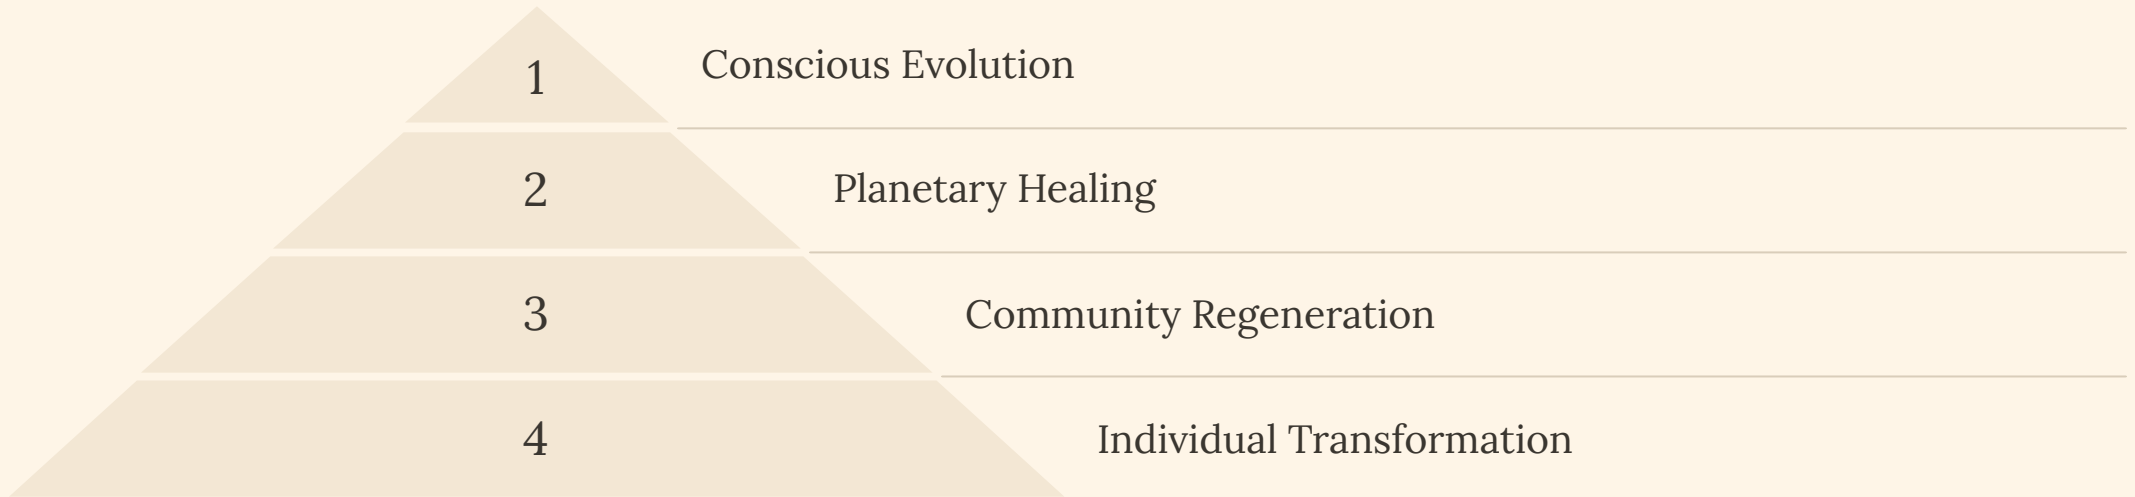 1
Conscious Evolution
2
Planetary Healing
3
Community Regeneration
4
Individual Transformation